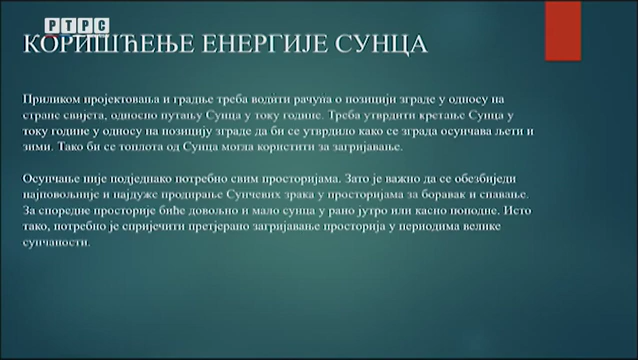 РТРС
КОРИШЋЕЊЕ ЕНЕРГИЈЕ СУНЦА
Приликом пројектовања и градње треба водити рачуна о позицији зграде у односу на
стране свијета, односно путању Сунца у току године. Треба утврдити кретање Сунца у
току године у односу на позицију зграде да би се утврдило како се зграда осунчава љети и
зими. Тако би се топлота од Сунца могла користити за загријавање.
Осунчање није подједнако потребно свим просторијама. Зато је важно да се обезбиједи
најповољније и најдуже продирање Сунчевих зрака у просторијама за боравак и спавање.
За споредне просторије биће довољно и мало сунца у рано јутро или касно поподне. Исто
тако, потребно је спријечити претјерано загријавање просторија у периодима велике
сунчаности.